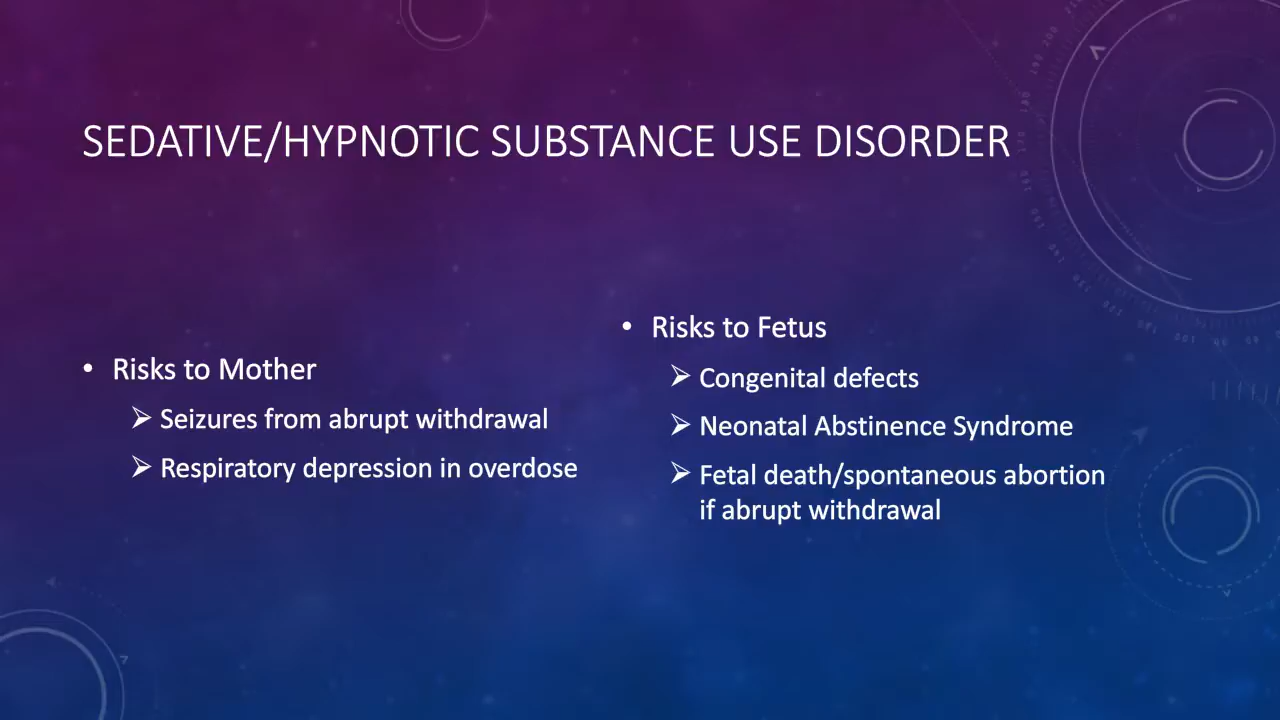 SEDATIVE/HYPNOTIC SUBSTANCE USE DISORDER
• Risks to Mother
➢ Seizures from abrupt withdrawal
➢ Respiratory depression in overdose
• Risks to Fetus
➢ Congenital defects
➢ Neonatal Abstinence Syndrome
➢ Fetal death/spontaneous abortion
if abrupt withdrawal